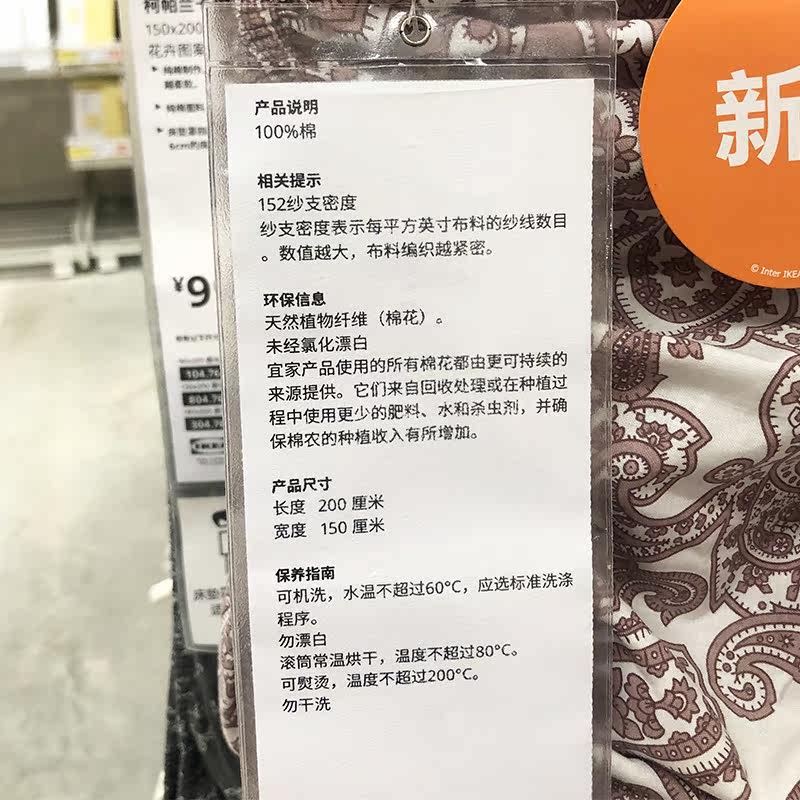 柯帕兰
150x200
花卉图案
¥9
新
© Inter IKEA
产品说明
100%棉
相关提示
152纱支密度
纱支密度表示每平方英寸布料的纱线数目
。数值越大，布料编织越紧密。
环保信息
天然植物纤维（棉花）。
未经氯化漂白
宜家产品使用的所有棉花都由更可持续的
来源提供。它们来自回收处理或在种植过
程中使用更少的肥料、水和杀虫剂，并确
保棉农的种植收入有所增加。
产品尺寸
长度 200 厘米
宽度 150 厘米
保养指南
可机洗，水温不超过60°C，应选标准洗涤
程序。
勿漂白
滚筒常温烘干，温度不超过80°C。
可熨烫，温度不超过200°C。
勿干洗